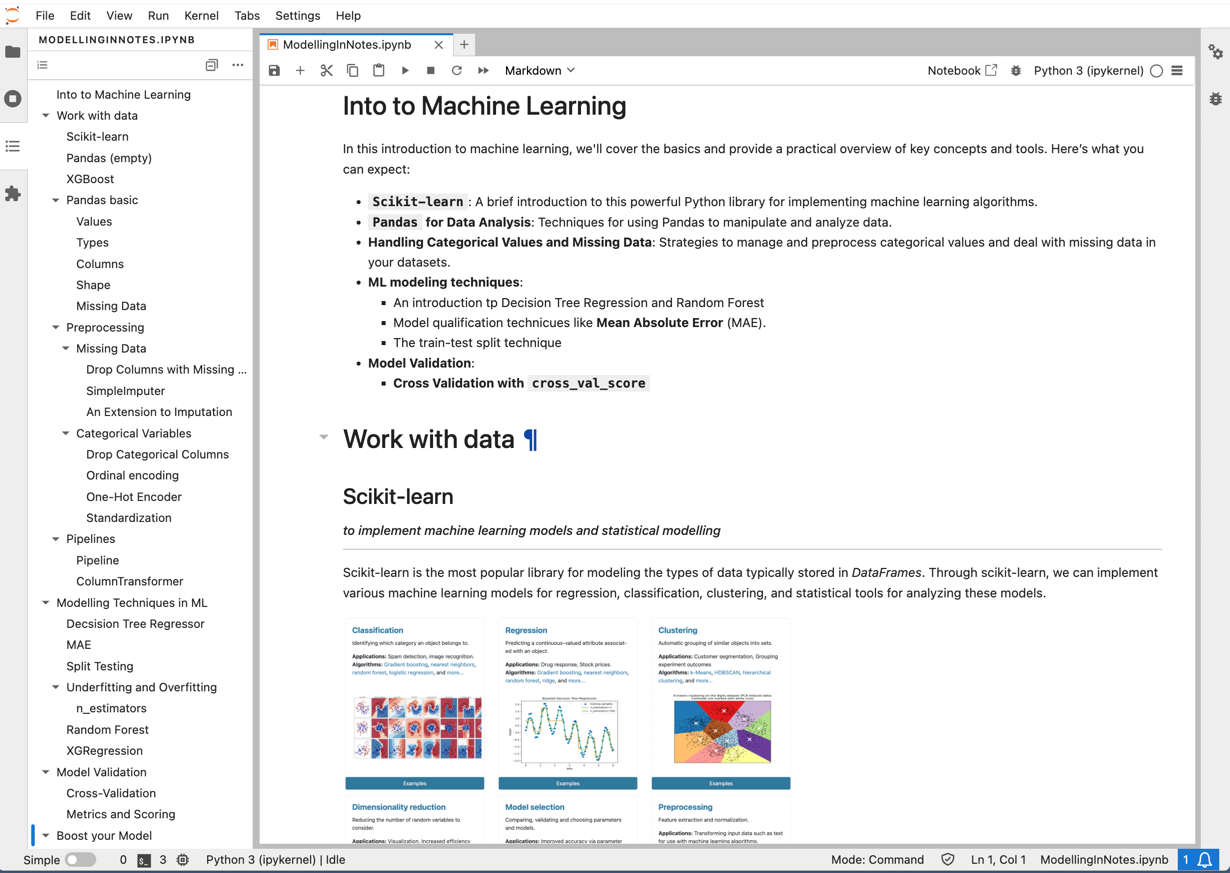 File Edit View Run Kernel Tabs Settings Help
MODELLINGINNOTES.IPYNB
Into to Machine Learning
Work with data
Scikit-learn
Pandas (empty)
XGBoost
Pandas basic
Values
Types
Columns
Shape
Missing Data
Preprocessing
Missing Data
Drop Columns with Missing ...
SimpleImputer
An Extension to Imputation
Categorical Variables
Drop Categorical Columns
Ordinal encoding
One-Hot Encoder
Standardization
Pipelines
Pipeline
ColumnTransformer
Modelling Techniques in ML
Decsision Tree Regressor
MAE
Split Testing
Underfitting and Overfitting
n_estimators
Random Forest
XGRegression
Model Validation
Cross-Validation
Metrics and Scoring
Boost your Model
ModellingInNotes.ipynb
Markdown
Notebook
Python 3 (ipykernel)
Into to Machine Learning
In this introduction to machine learning, we'll cover the basics and provide a practical overview of key concepts and tools. Here's what you
can expect:
• Scikit-learn : A brief introduction to this powerful Python library for implementing machine learning algorithms.
• Pandas for Data Analysis: Techniques for using Pandas to manipulate and analyze data.
• Handling Categorical Values and Missing Data: Strategies to manage and preprocess categorical values and deal with missing data in
your datasets.
• ML modeling techniques:
▪ An introduction tp Decision Tree Regression and Random Forest
▪ Model qualification technicues like Mean Absolute Error (MAE).
▪ The train-test split technique
• Model Validation:
▪ Cross Validation with cross_val_score
Work with data ¶
Scikit-learn
to implement machine learning models and statistical modelling
Scikit-learn is the most popular library for modeling the types of data typically stored in DataFrames. Through scikit-learn, we can implement
various machine learning models for regression, classification, clustering, and statistical tools for analyzing these models.
Classification
Identifying which category an object belongs to.
Applications: Spam detection, image recognition.
Algorithms: Gradient boosting, nearest neighbors,
random forest, logistic regression, and more...
Examples
Regression
Predicting a continuous-valued attribute associat-
ed with an object.
Applications: Drug response, Stock prices.
Algorithms: Gradient boosting, nearest neighbors,
random forest, ridge, and more...
Examples
Clustering
Automatic grouping of similar objects into sets.
Applications: Customer segmentation, Grouping
experiment outcomes
Algorithms: k-Means, HDBSCAN, hierarchical
clustering, and more...
Examples
Dimensionality reduction
Reducing the number of random variables to
consider.
Applications: Visualization, Increased efficiency
Model selection
Comparing, validating and choosing parameters
and models.
Applications: Improved accuracy via parameter
Preprocessing
Feature extraction and normalization.
Applications: Transforming input data such as text
for use with machine learning algorithms.
Simple 0 3 Python 3 (ipykernel) | Idle
Mode: Command Ln 1, Col 1 ModellingInNotes.ipynb 1